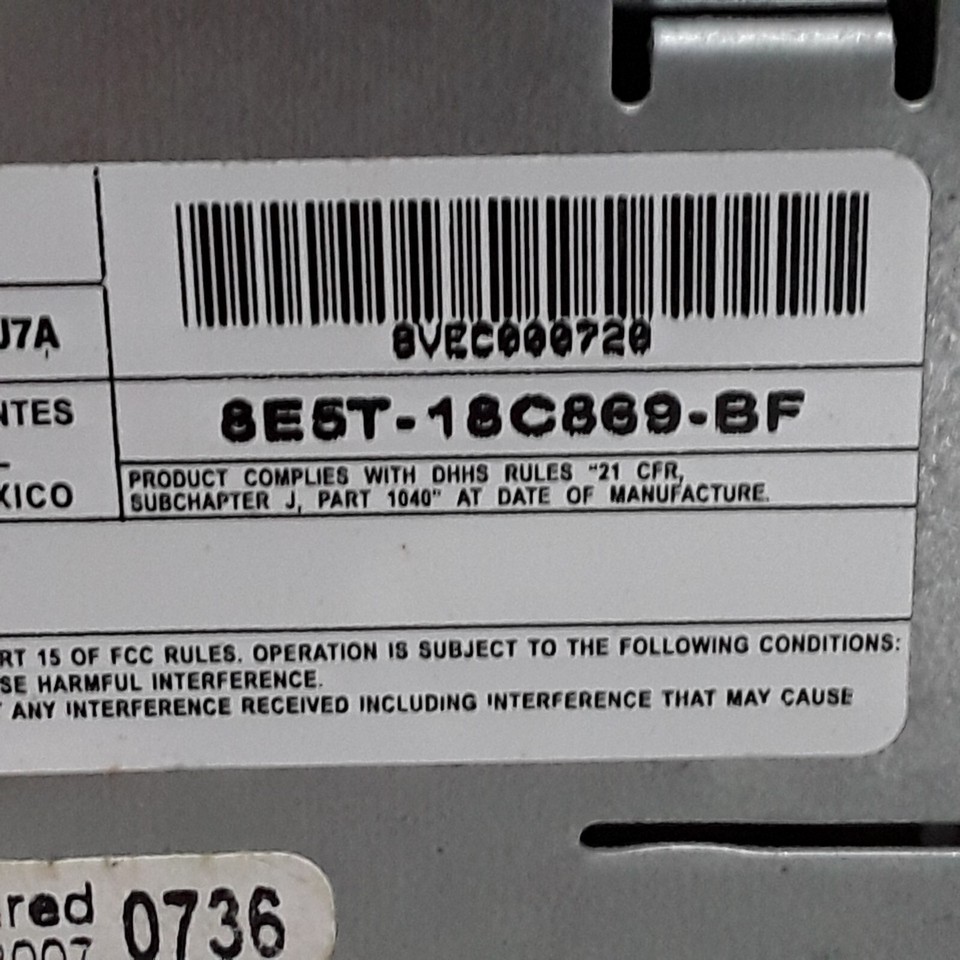 8VEC000720
J7A
8E5T-18C869-BF
NTES
PRODUCT COMPLIES WITH DHHS RULES "21 CFR,
SUBCHAPTER J, PART 1040" AT DATE OF MANUFACTURE.
XICO
RT 15 OF FCC RULES. OPERATION IS SUBJECT TO THE FOLLOWING CONDITIONS:
SE HARMFUL INTERFERENCE.
ANY INTERFERENCE RECEIVED INCLUDING INTERFERENCE THAT MAY CAUSE
red 0736
2007